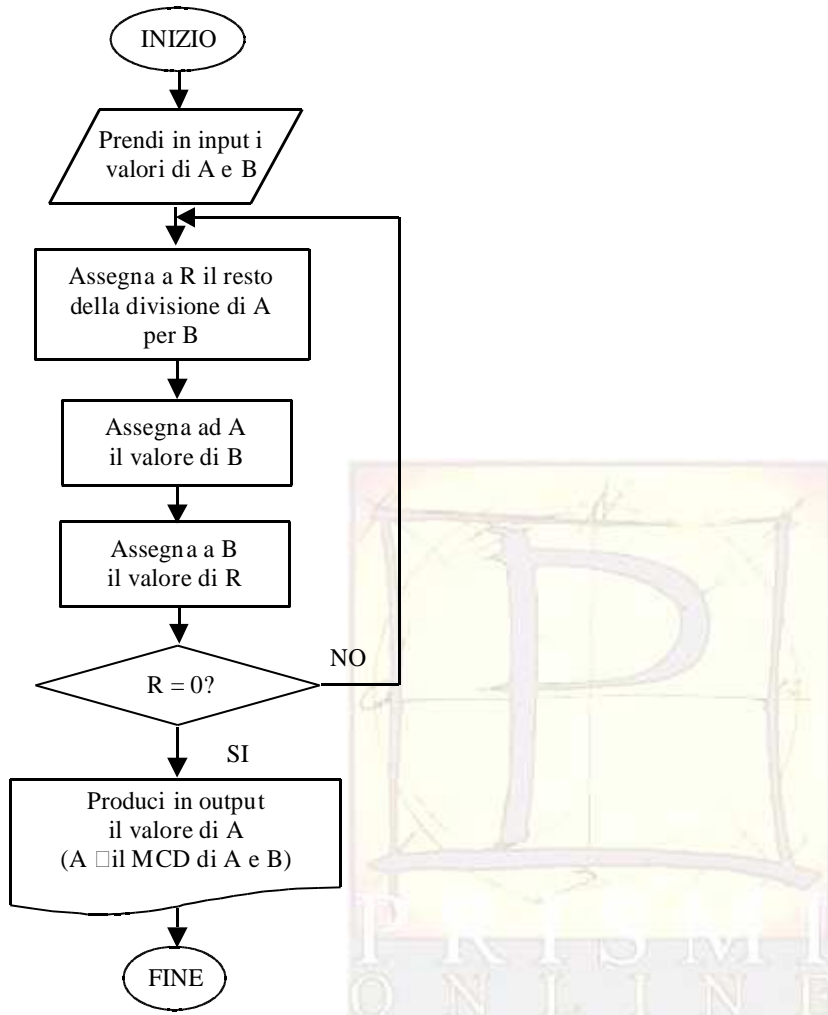 INIZIO
Prendi in input i
valori di A e B
Assegna a R il resto
della divisione di A
per B
Assegna ad A
il valore di B
Assegna a B
il valore di R
R = 0?
NO
SI
Produci in output
il valore di A
(A □il MCD di A e B)
FINE
P
PRISMI
ONLINE